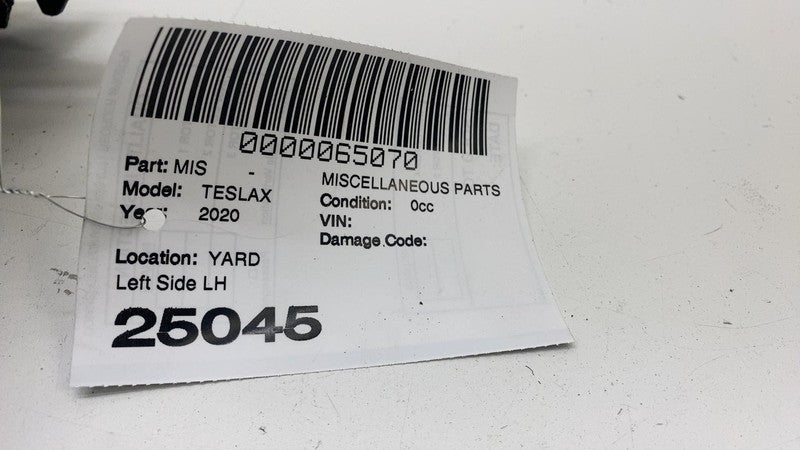 0000065070
Part: MIS -
MISCELLANEOUS PARTS
Model: TESLAX
Condition: 0cc
Year: 2020
VIN:
Damage Code:
Location: YARD
Left Side LH
25045